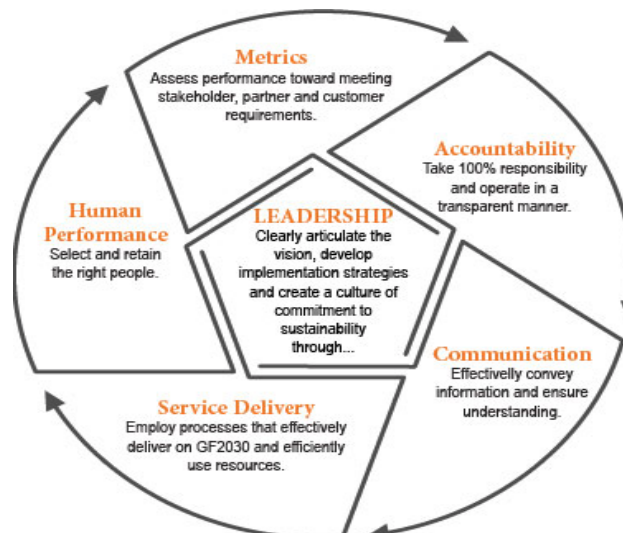 Metrics
Assess performance toward meeting
stakeholder, partner and customer
requirements.
Accountability
Take 100% responsibility
and operate in a
transparent manner.
Human
Performance
Select and retain
the right people.
LEADERSHIP
Clearly articulate the
vision, develop
implementation strategies
and create a culture of
commitment to
sustainability
through...
Communication
Effectivelly convey
information and ensure
understanding.
Service Delivery
Employ processes that effectively
deliver on GF2030 and efficiently
use resources.